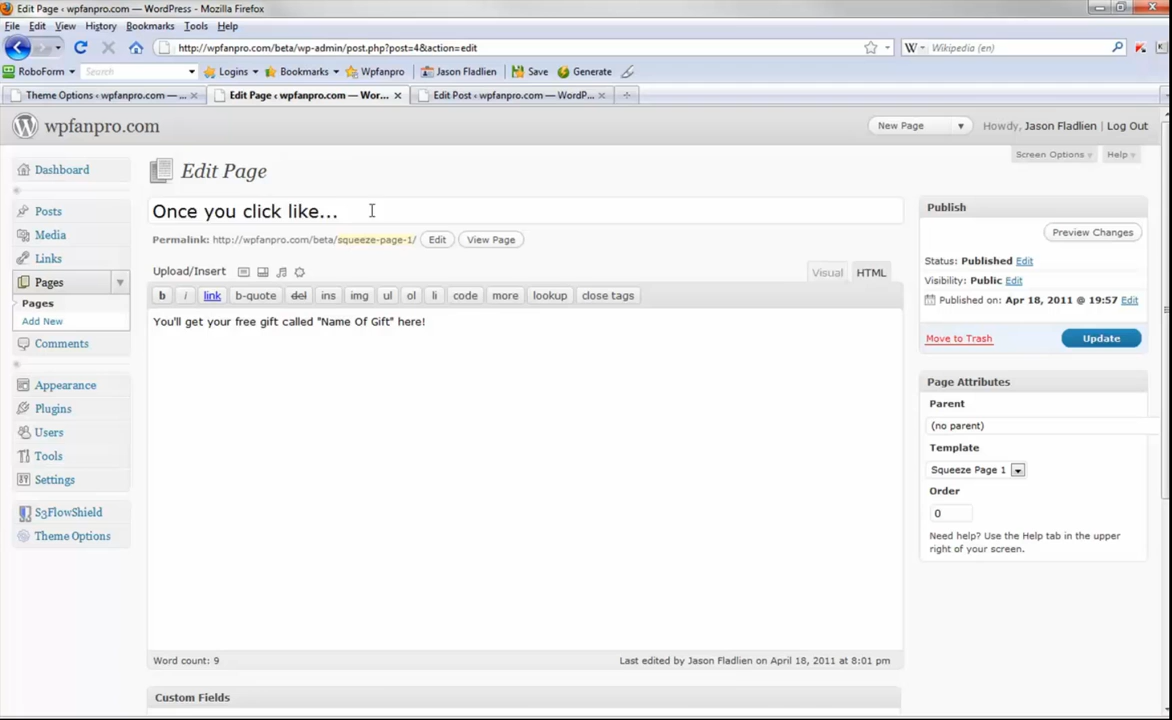 Edit Page ‹ wpfanpro.com — WordPress - Mozilla Firefox
File Edit View History Bookmarks Tools Help
http://wpfanpro.com/beta/wp-admin/post.php?post=4&action=edit
W Wikipedia (en)
RoboForm Search Logins Bookmarks Wpfanpro Jason Fladlien Save Generate
Theme Options ‹ wpfanpro.com — ... Edit Page ‹ wpfanpro.com — Wor... Edit Post ‹ wpfanpro.com — WordP...
wpfanpro.com
New Page Howdy, Jason Fladlien | Log Out
Screen Options Help
Dashboard
Posts
Media
Links
Pages
Pages
Add New
Comments
Appearance
Plugins
Users
Tools
Settings
S3FlowShield
Theme Options
Edit Page
Once you click like...
Permalink: http://wpfanpro.com/beta/squeeze-page-1/ Edit View Page
Upload/Insert Visual HTML
b i link b-quote del ins img ul ol li code more lookup close tags
You'll get your free gift called "Name Of Gift" here!
Word count: 9 Last edited by Jason Fladlien on April 18, 2011 at 8:01 pm
Custom Fields
Publish
Preview Changes
Status: Published Edit
Visibility: Public Edit
Published on: Apr 18, 2011 @ 19:57 Edit
Move to Trash Update
Page Attributes
Parent
(no parent)
Template
Squeeze Page 1
Order
0
Need help? Use the Help tab in the upper
right of your screen.